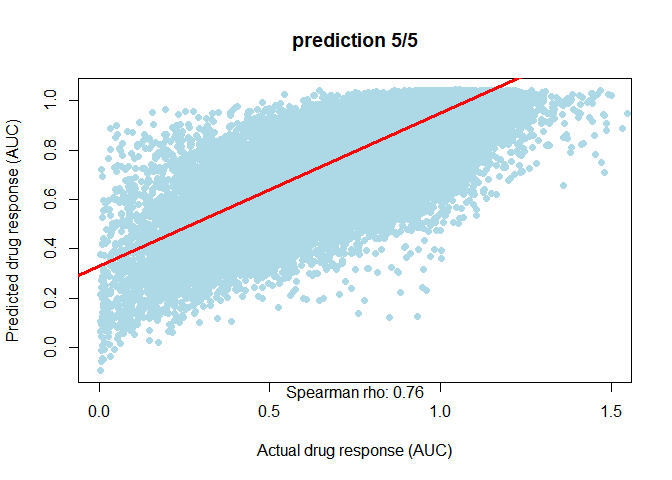 prediction 5/5
Predicted drug response (AUC)
1.0
0.8
0.6
0.4
0.2
0.0
Spearman rho: 0.76
0.0 0.5 1.0 1.5
Actual drug response (AUC)